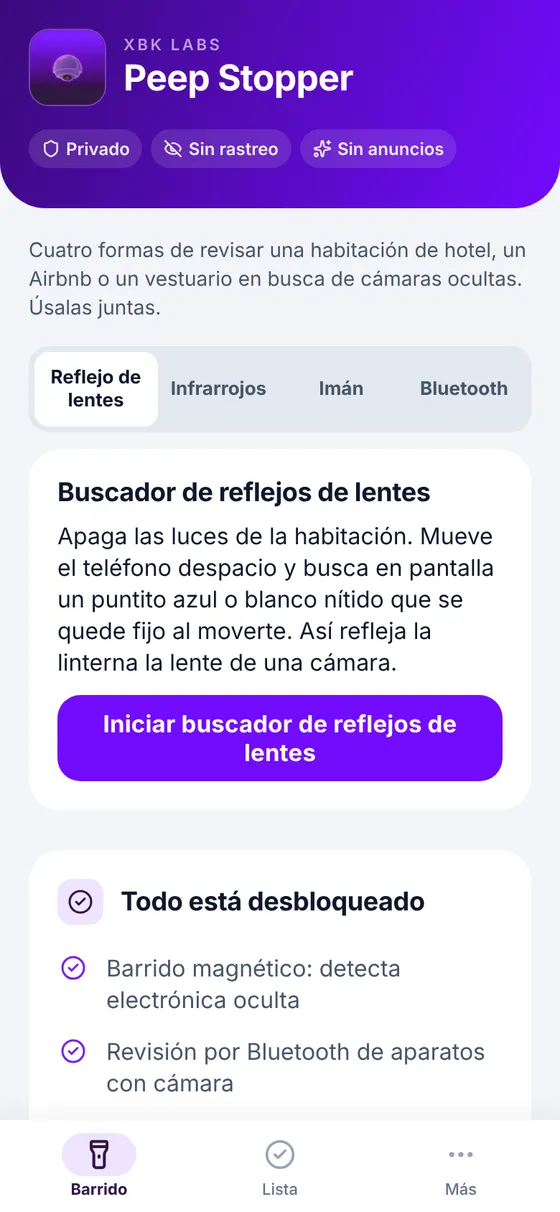 XBK LABS
Peep Stopper
Privado
Sin rastreo
Sin anuncios
Cuatro formas de revisar una habitación de hotel, un
Airbnb o un vestuario en busca de cámaras ocultas.
Úsalas juntas.
Reflejo de
lentes
Infrarrojos
Imán
Bluetooth
Buscador de reflejos de lentes
Apaga las luces de la habitación. Mueve
el teléfono despacio y busca en pantalla
un puntito azul o blanco nítido que se
quede fijo al moverte. Así refleja la
linterna la lente de una cámara.
Iniciar buscador de reflejos de
lentes
Todo está desbloqueado
Barrido magnético: detecta
electrónica oculta
Revisión por Bluetooth de aparatos
con cámara
Barrido
Lista
Más